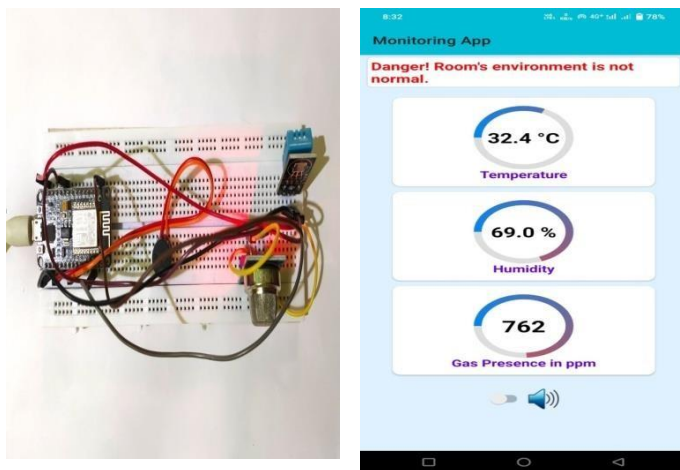 8:32
78%
Monitoring App
Danger! Room's environment is not
normal.
32.4 °C
Temperature
69.0 %
Humidity
762
Gas Presence in ppm